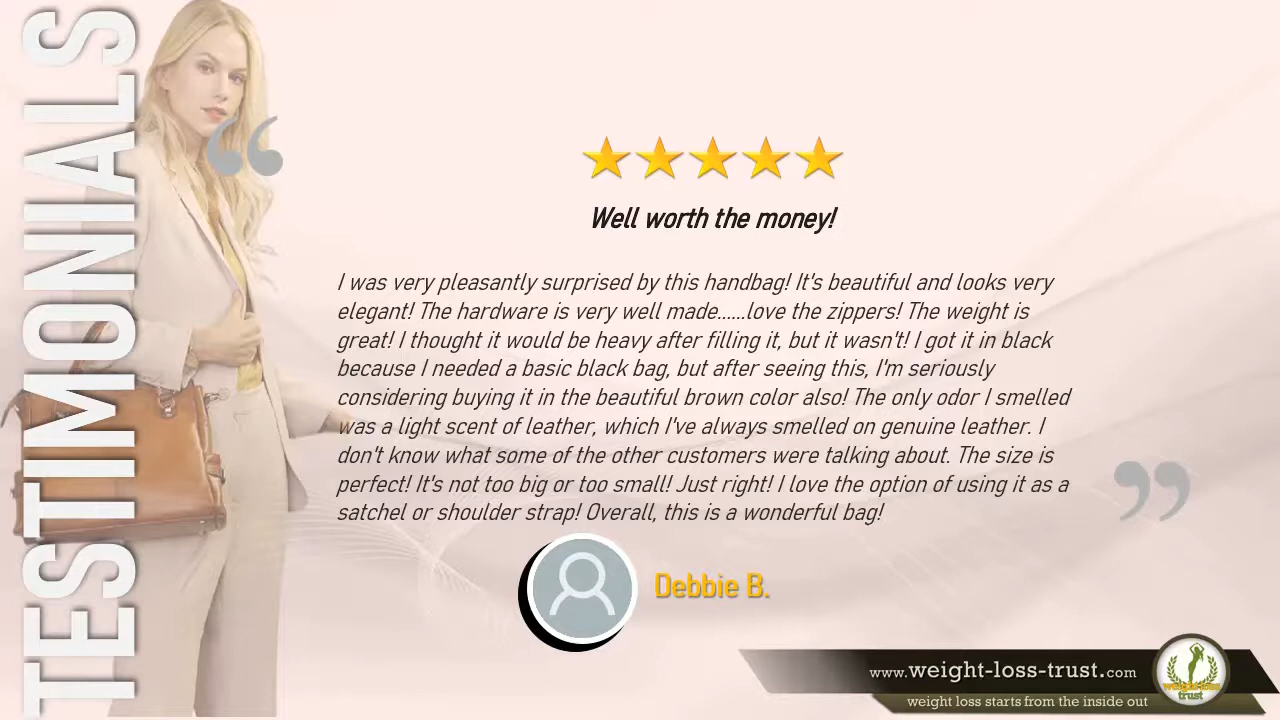 TESTIMONIALS
“
Well worth the money!
I was very pleasantly surprised by this handbag! It's beautiful and looks very
elegant! The hardware is very well made......love the zippers! The weight is
great! I thought it would be heavy after filling it, but it wasn't! I got it in black
because I needed a basic black bag, but after seeing this, I'm seriously
considering buying it in the beautiful brown color also! The only odor I smelled
was a light scent of leather, which I've always smelled on genuine leather. I
don't know what some of the other customers were talking about. The size is
perfect! It's not too big or too small! Just right! I love the option of using it as a
satchel or shoulder strap! Overall, this is a wonderful bag!
”
Debbie B.
www.weight-loss-trust.com
weight loss starts from the inside out
weight loss
trust